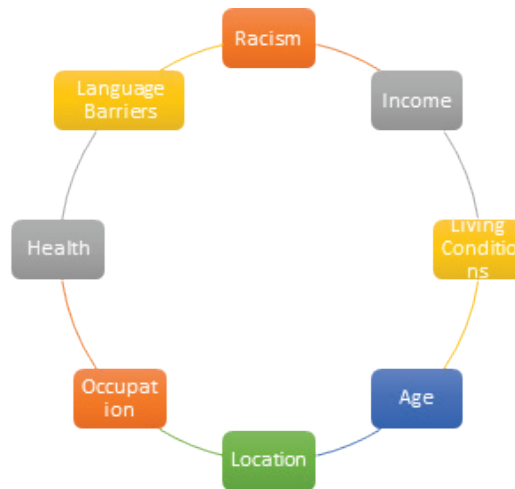 Racism
Income
Living
Conditio
ns
Age
Location
Occupat
ion
Health
Language
Barriers